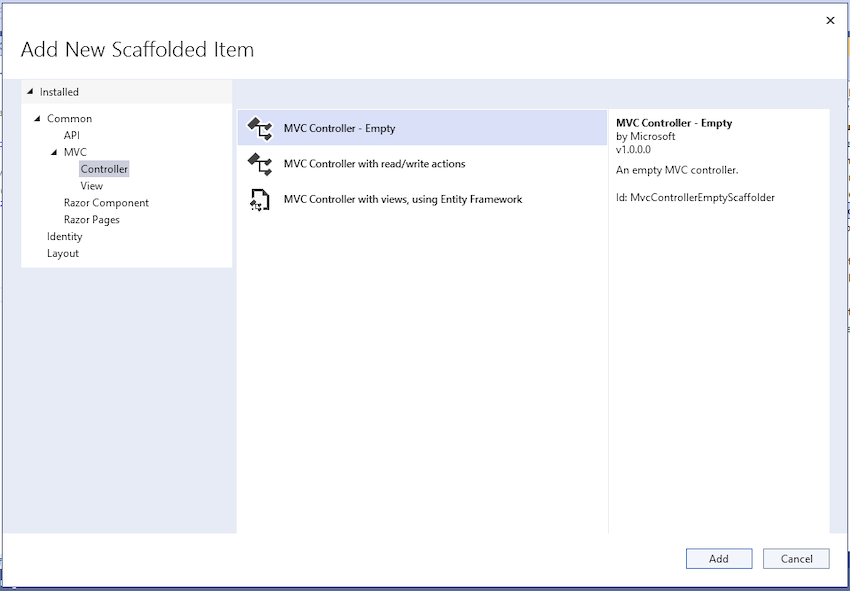 Add New Scaffolded Item
Installed
Common
API
MVC
Controller
View
Razor Component
Razor Pages
Identity
Layout
MVC Controller - Empty
MVC Controller with read/write actions
MVC Controller with views, using Entity Framework
MVC Controller - Empty
by Microsoft
v1.0.0.0
An empty MVC controller.
Id: MvcControllerEmptyScaffolder
Add
Cancel